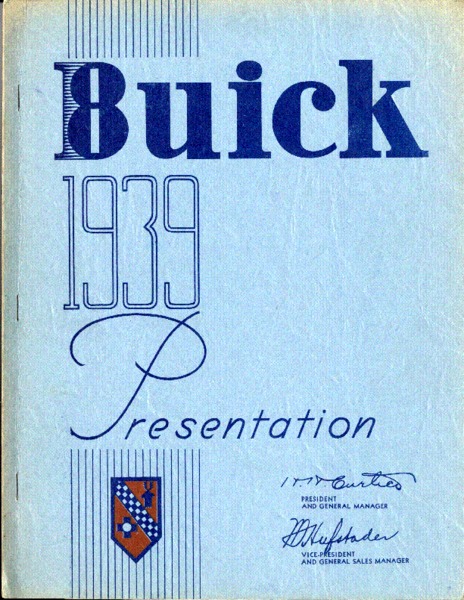 Buick
1939
Presentation
Curtice
PRESIDENT
AND GENERAL MANAGER
Hufstader
VICE-PRESIDENT
AND GENERAL SALES MANAGER